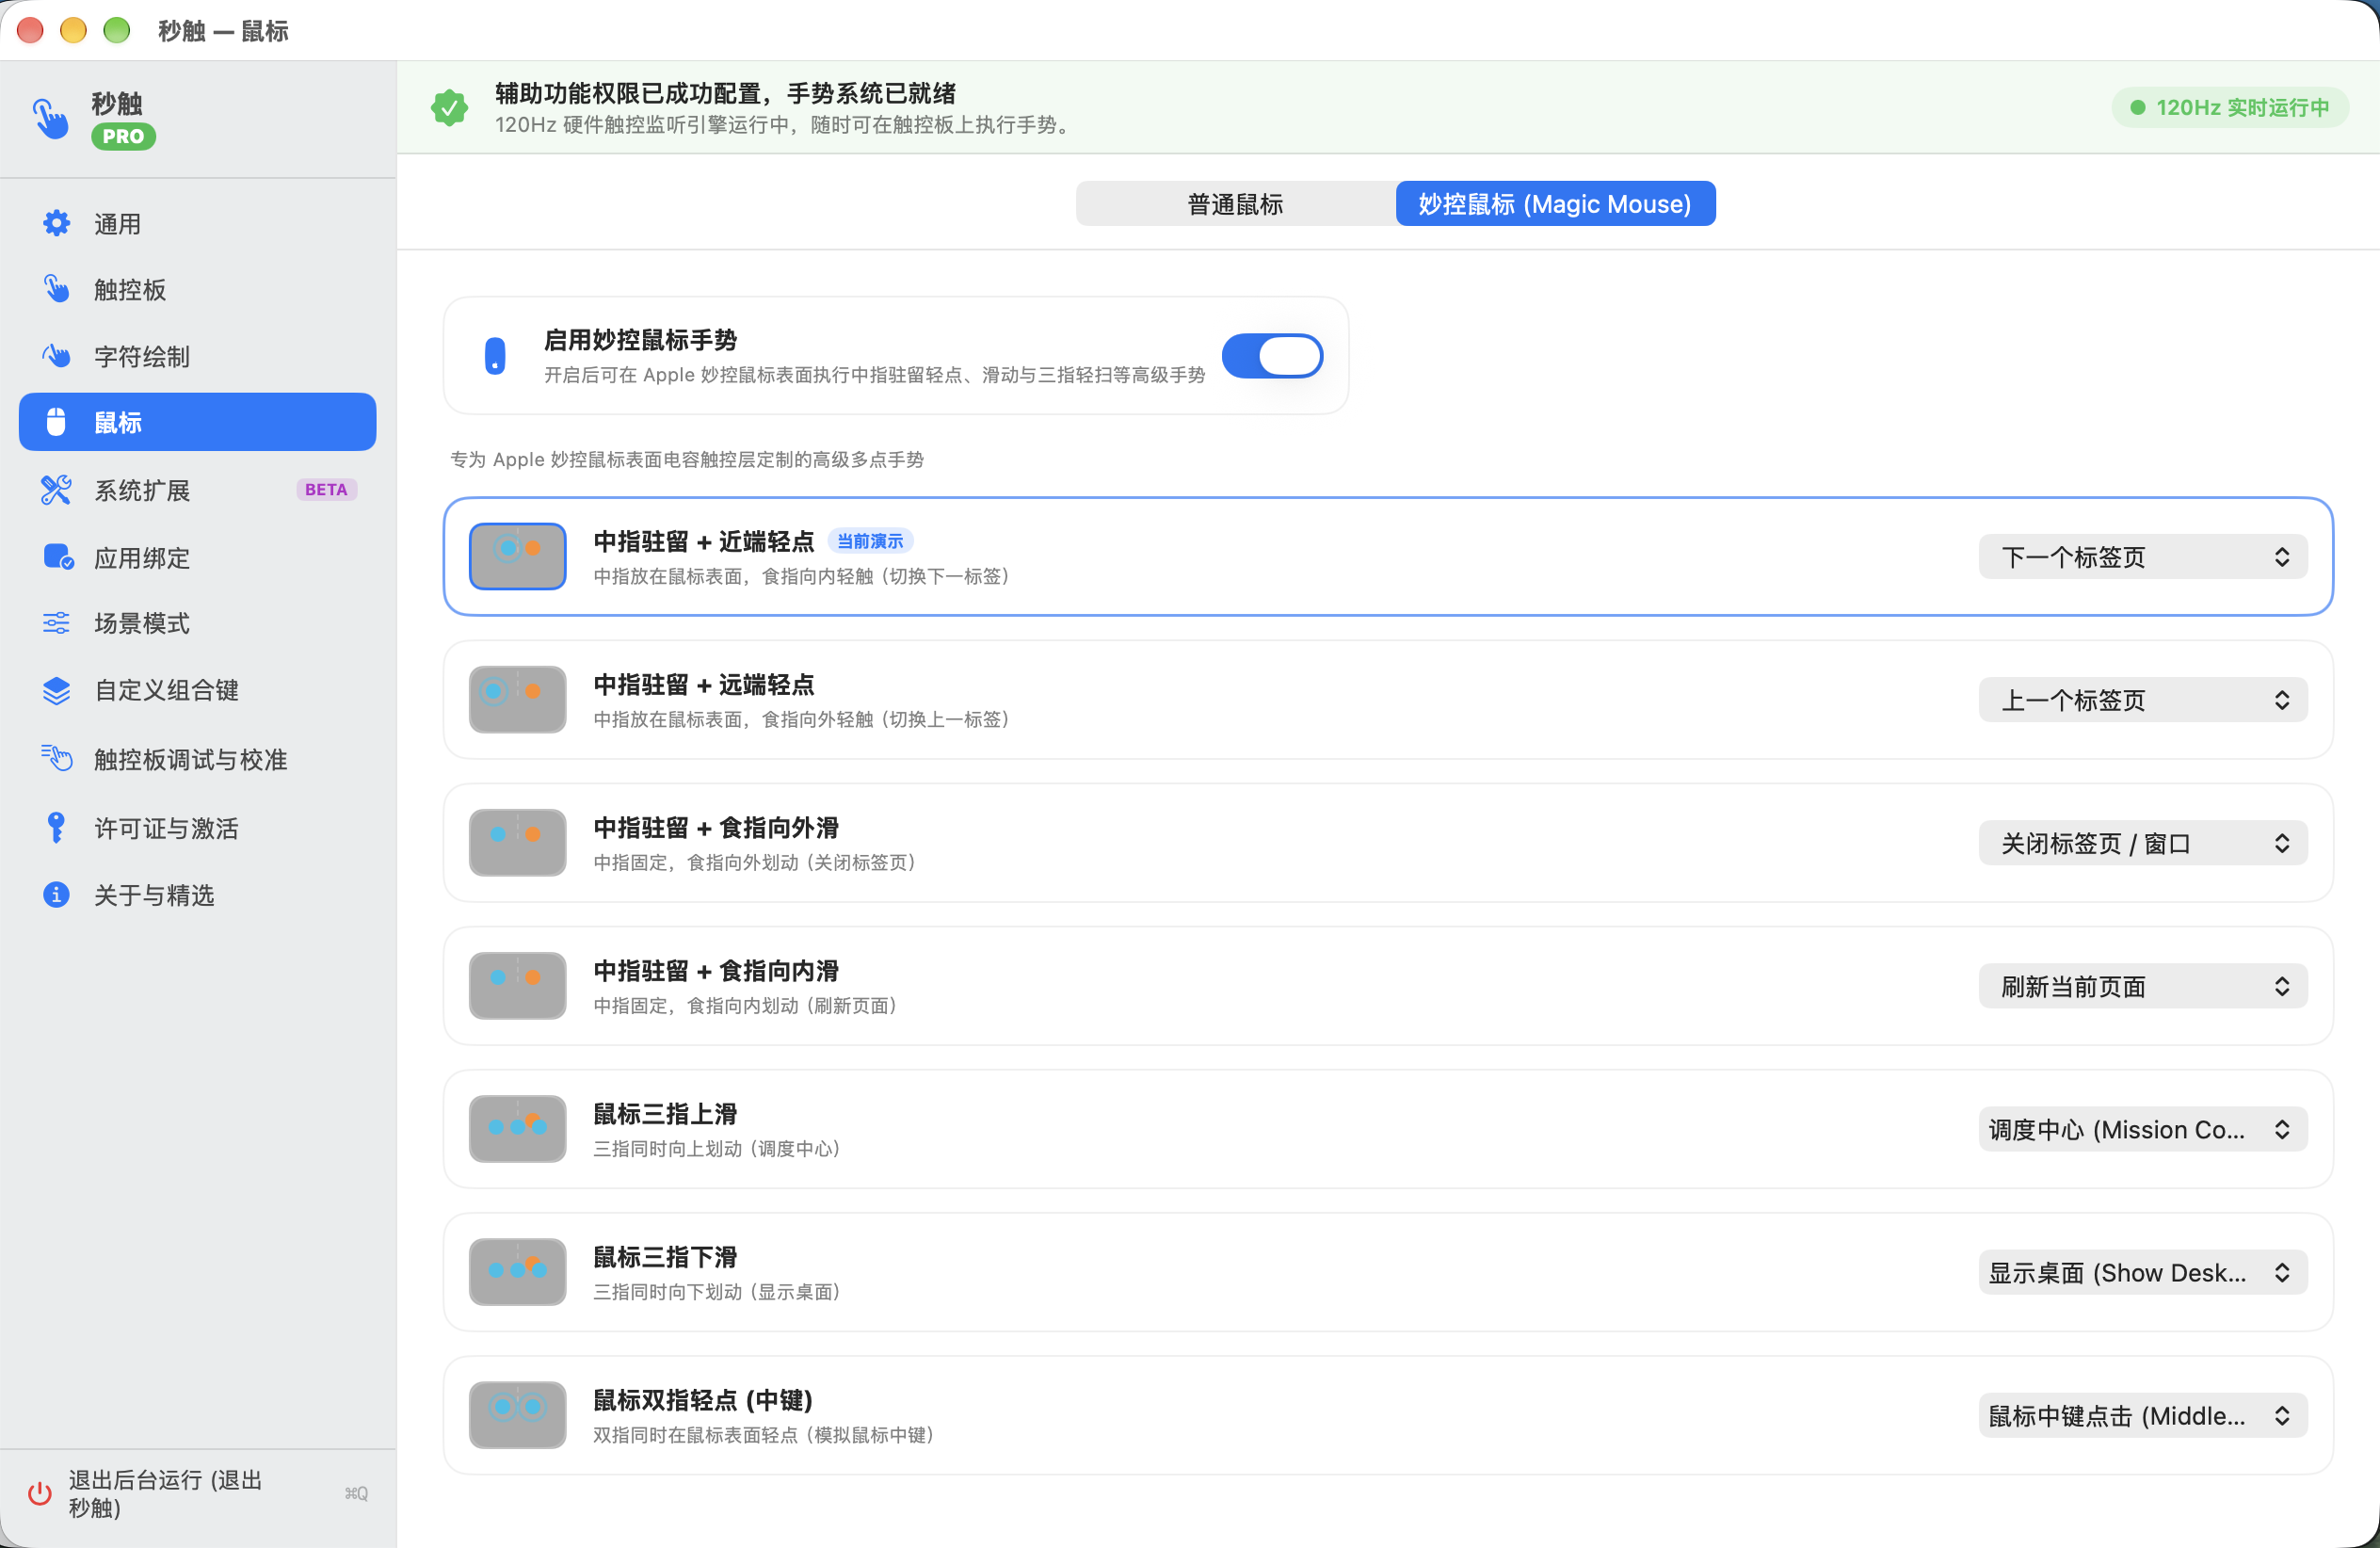 秒触 — 鼠标
秒触
PRO
通用
触控板
字符绘制
鼠标
系统扩展
BETA
应用绑定
场景模式
自定义组合键
触控板调试与校准
许可证与激活
关于与精选
退出后台运行 (退出
秒触)
⌘Q
辅助功能权限已成功配置，手势系统已就绪
120Hz 硬件触控监听引擎运行中，随时可在触控板上执行手势。
120Hz 实时运行中
普通鼠标
妙控鼠标 (Magic Mouse)
启用妙控鼠标手势
开启后可在 Apple 妙控鼠标表面执行中指驻留轻点、滑动与三指轻扫等高级手势
专为 Apple 妙控鼠标表面电容触控层定制的高级多点手势
中指驻留 + 近端轻点
当前演示
中指放在鼠标表面，食指向内轻触 (切换下一标签)
下一个标签页
中指驻留 + 远端轻点
中指放在鼠标表面，食指向外轻触 (切换上一标签)
上一个标签页
中指驻留 + 食指向外滑
中指固定，食指向外划动 (关闭标签页)
关闭标签页 / 窗口
中指驻留 + 食指向内滑
中指固定，食指向内划动 (刷新页面)
刷新当前页面
鼠标三指上滑
三指同时向上划动 (调度中心)
调度中心 (Mission Co...
鼠标三指下滑
三指同时向下划动 (显示桌面)
显示桌面 (Show Desk...
鼠标双指轻点 (中键)
双指同时在鼠标表面轻点 (模拟鼠标中键)
鼠标中键点击 (Middle...